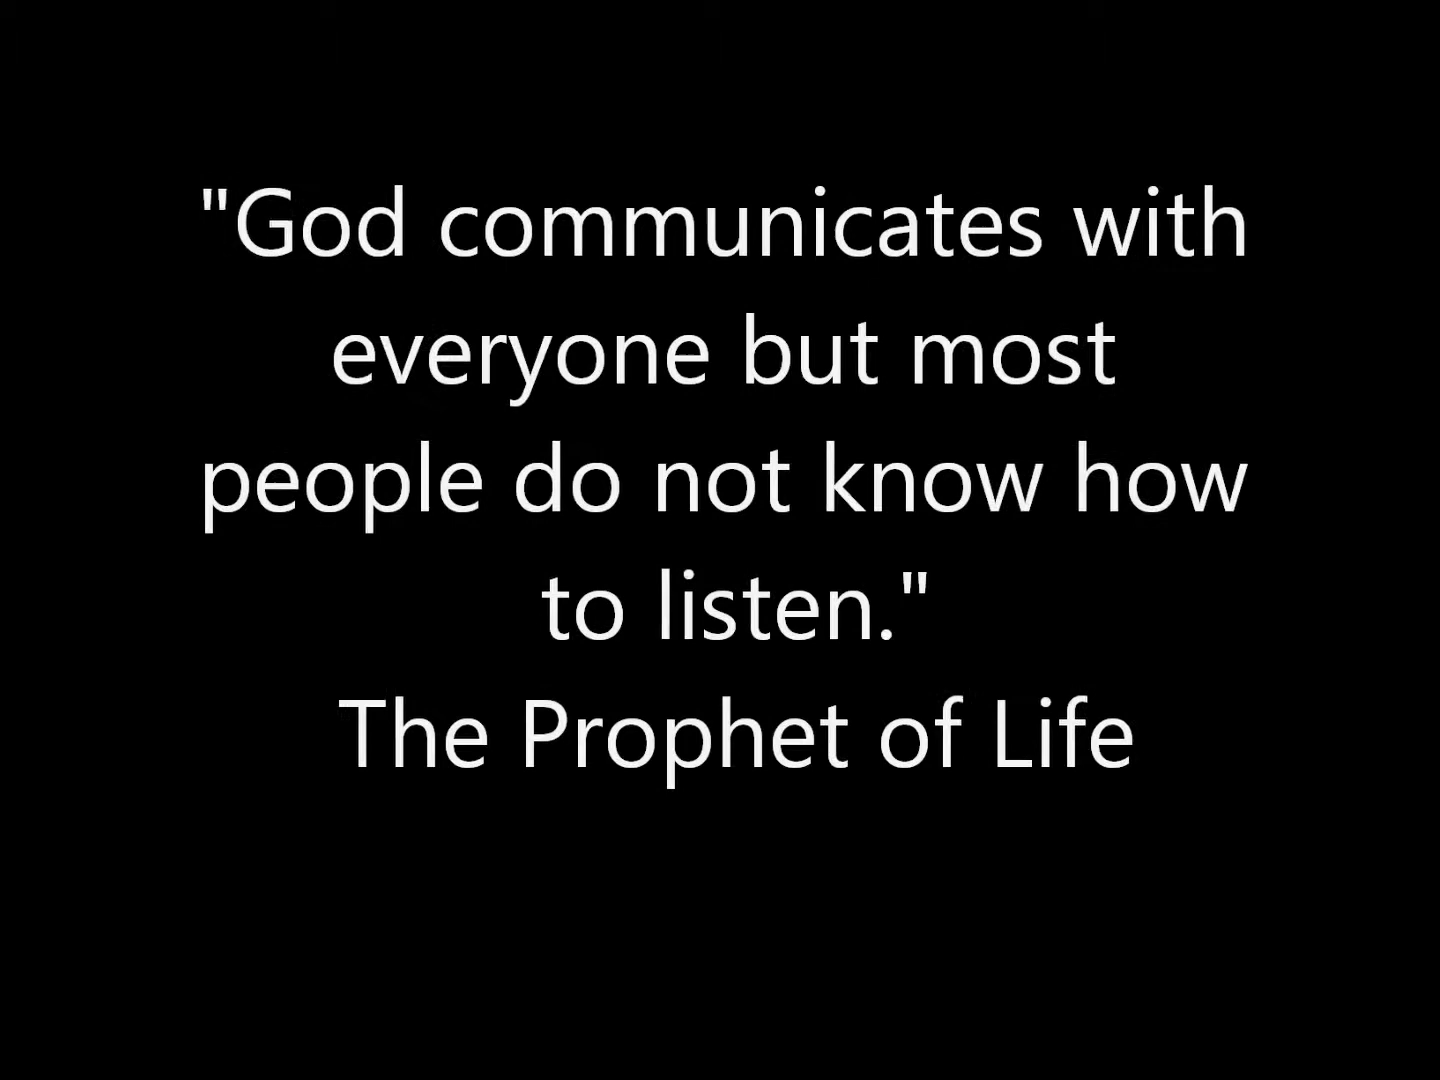 "God communicates with
everyone but most
people do not know how
to listen."
The Prophet of Life